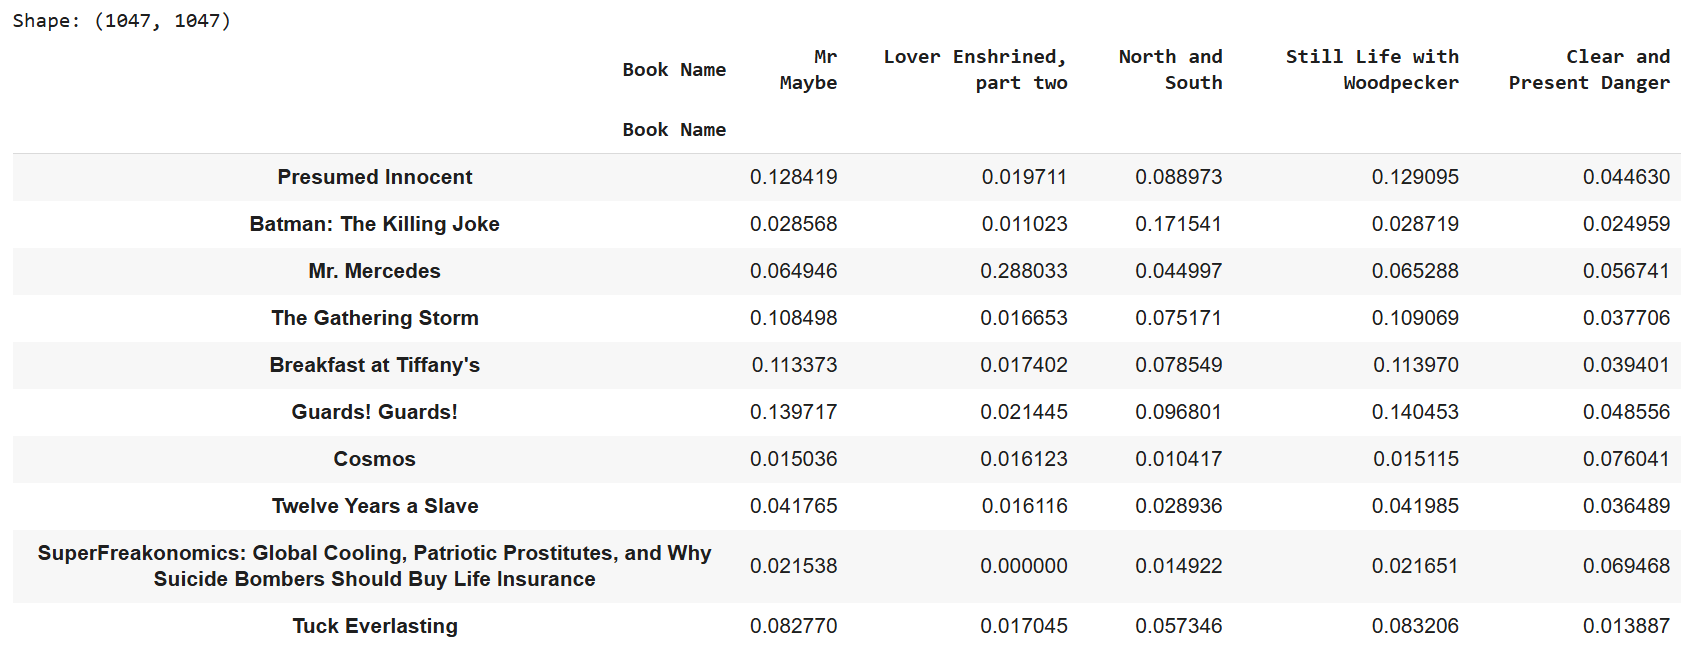 Shape: (1047, 1047)
Book Name Mr Maybe Lover Enshrined, part two North and South Still Life with Woodpecker Clear and Present Danger
Book Name
Presumed Innocent 0.128419 0.019711 0.088973 0.129095 0.044630
Batman: The Killing Joke 0.028568 0.011023 0.171541 0.028719 0.024959
Mr. Mercedes 0.064946 0.288033 0.044997 0.065288 0.056741
The Gathering Storm 0.108498 0.016653 0.075171 0.109069 0.037706
Breakfast at Tiffany's 0.113373 0.017402 0.078549 0.113970 0.039401
Guards! Guards! 0.139717 0.021445 0.096801 0.140453 0.048556
Cosmos 0.015036 0.016123 0.010417 0.015115 0.076041
Twelve Years a Slave 0.041765 0.016116 0.028936 0.041985 0.036489
SuperFreakonomics: Global Cooling, Patriotic Prostitutes, and Why
Suicide Bombers Should Buy Life Insurance 0.021538 0.000000 0.014922 0.021651 0.069468
Tuck Everlasting 0.082770 0.017045 0.057346 0.083206 0.013887